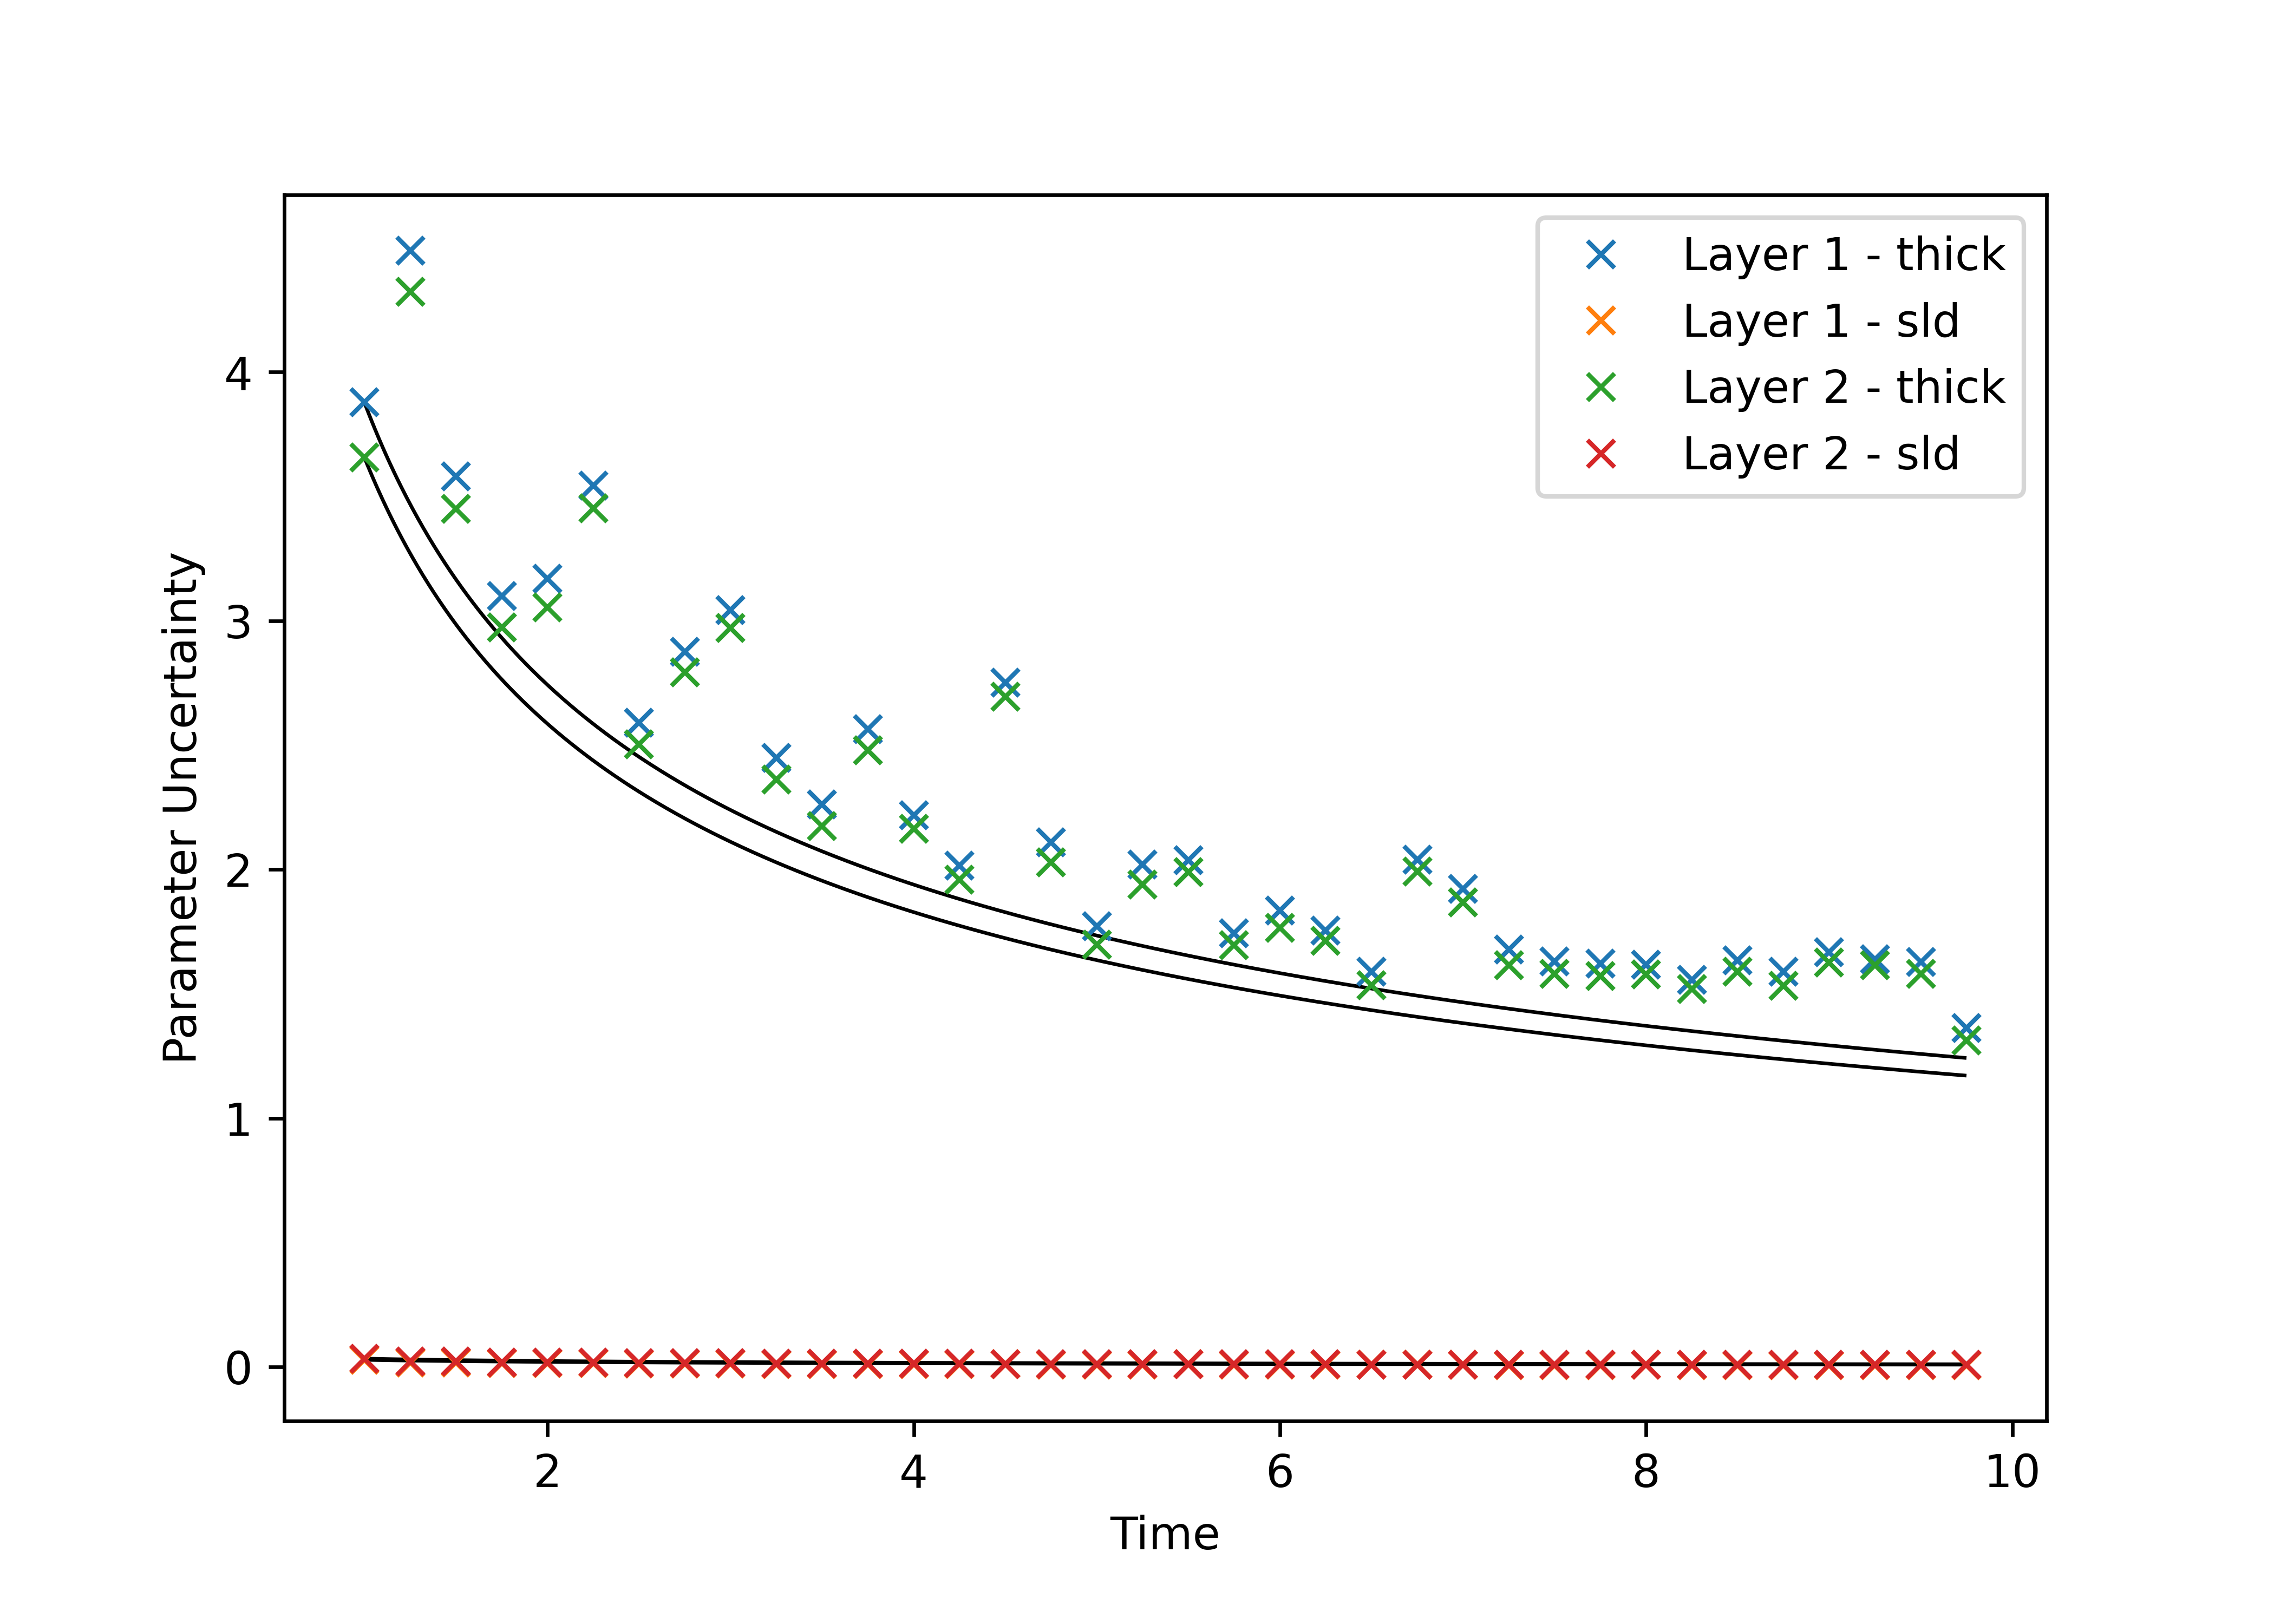 Layer 1 - thick
Layer 1 - sld
Layer 2 - thick
Layer 2 - sld
Parameter Uncertainty
4
3
2
1
0
2
4
6
8
10
Time